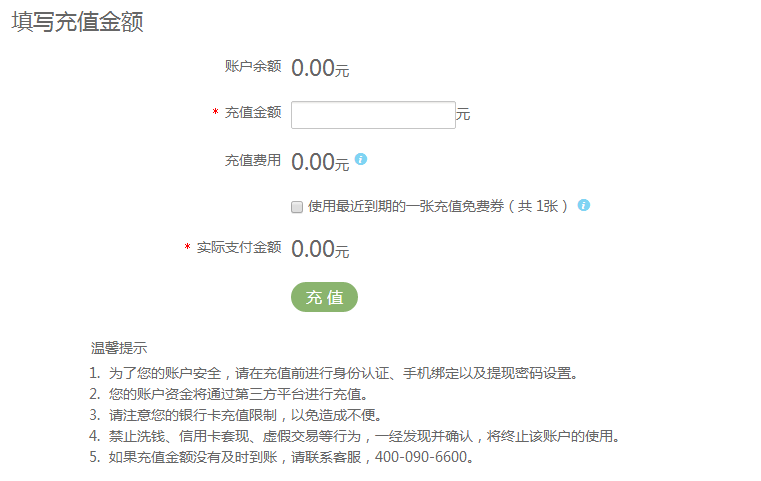 填写充值金额
账户余额 0.00元
* 充值金额 元
充值费用 0.00元 i
使用最近到期的一张充值免费券（共 1张） i
* 实际支付金额 0.00元
充 值
温馨提示
1. 为了您的账户安全，请在充值前进行身份认证、手机绑定以及提现密码设置。
2. 您的账户资金将通过第三方平台进行充值。
3. 请注意您的银行卡充值限制，以免造成不便。
4. 禁止洗钱、信用卡套现、虚假交易等行为，一经发现并确认，将终止该账户的使用。
5. 如果充值金额没有及时到账，请联系客服，400-090-6600。